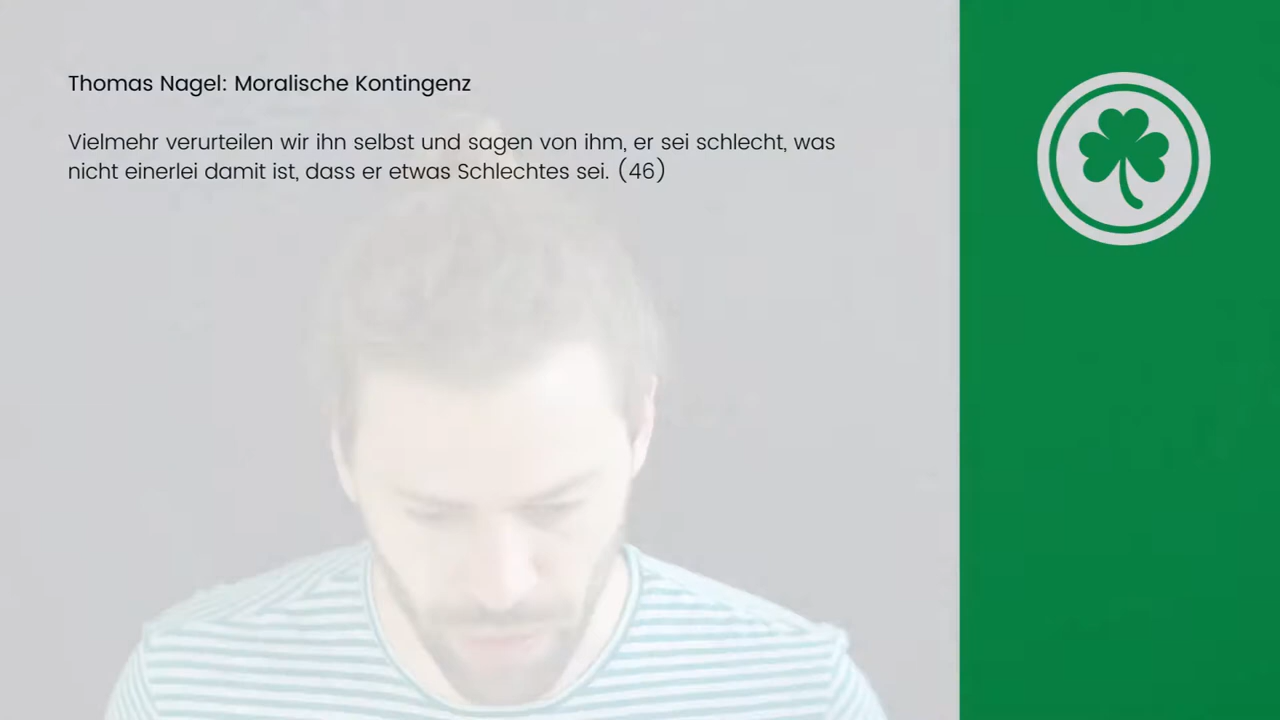 Thomas Nagel: Moralische Kontingenz
Vielmehr verurteilen wir ihn selbst und sagen von ihm, er sei schlecht, was
nicht einerlei damit ist, dass er etwas Schlechtes sei. (46)